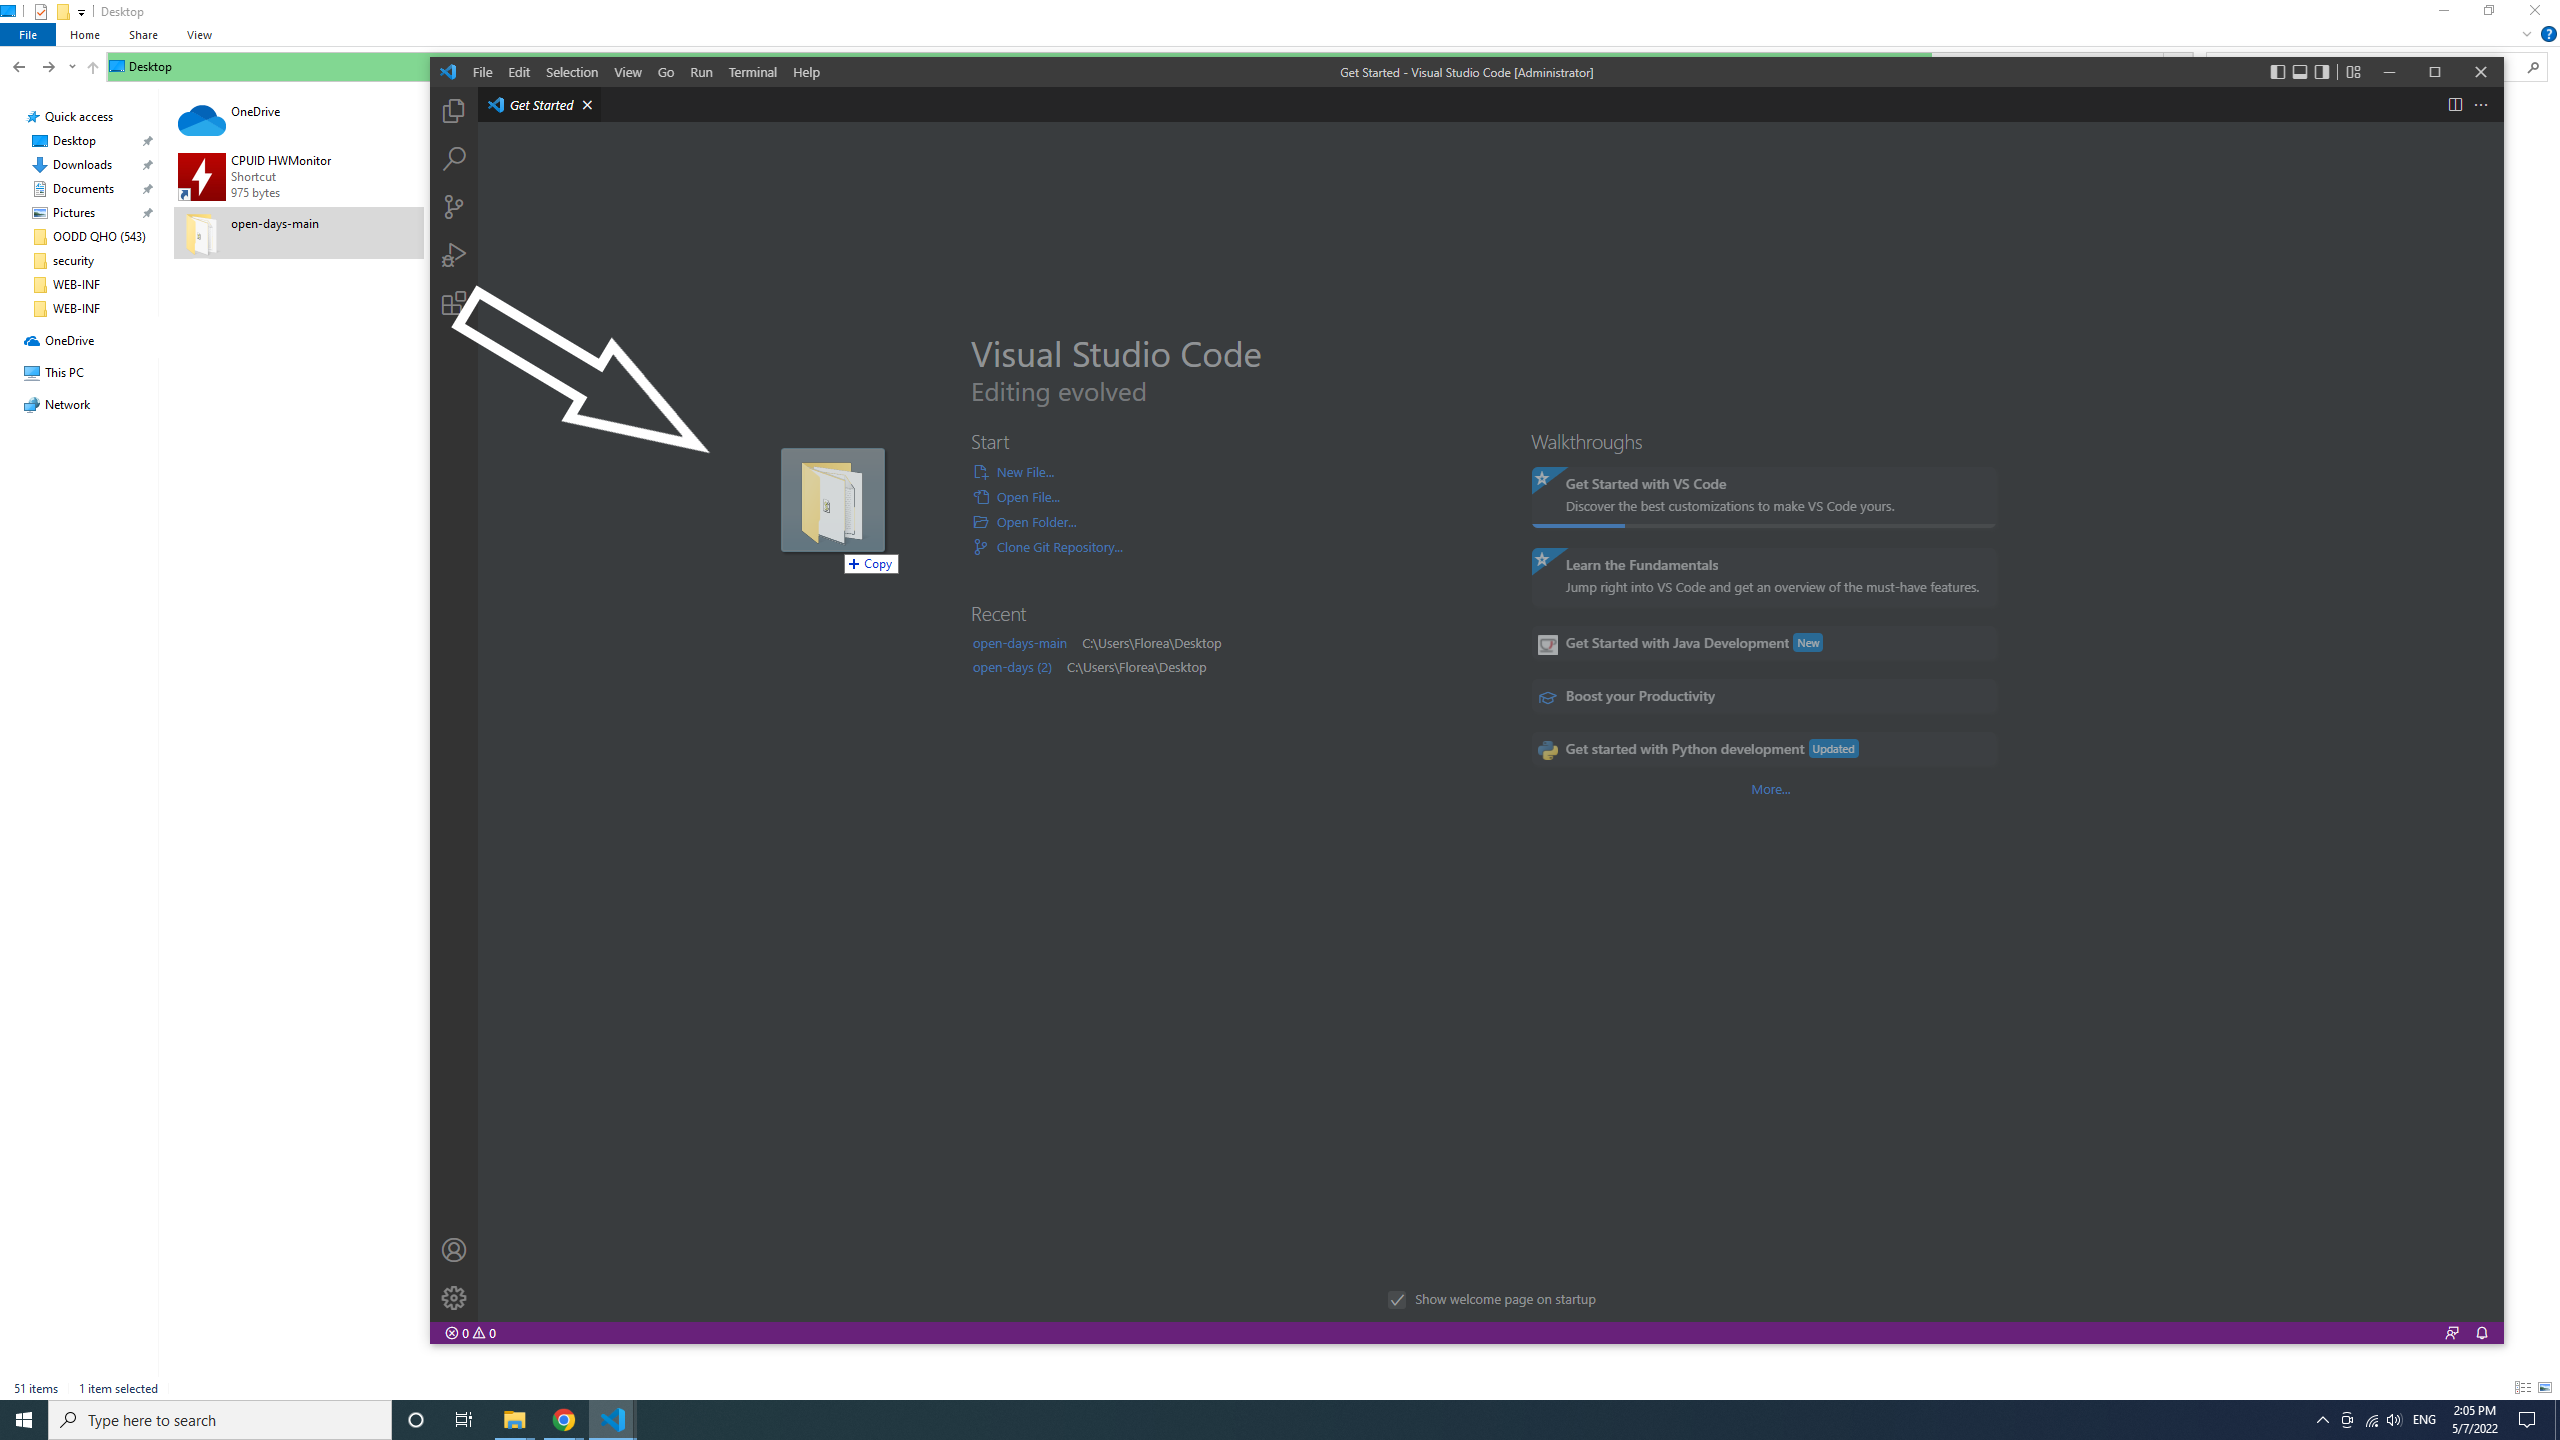 Desktop
File Home Share View
Desktop
Quick access
Desktop
Downloads
Documents
Pictures
OODD QHO (543)
security
WEB-INF
WEB-INF
OneDrive
This PC
Network
OneDrive
CPUID HWMonitor
Shortcut
975 bytes
open-days-main
File Edit Selection View Go Run Terminal Help
Get Started - Visual Studio Code [Administrator]
Get Started
Visual Studio Code
Editing evolved
Start
New File...
Open File...
Open Folder...
Clone Git Repository...
+ Copy
Recent
open-days-main C:\Users\Florea\Desktop
open-days (2) C:\Users\Florea\Desktop
Walkthroughs
Get Started with VS Code
Discover the best customizations to make VS Code yours.
Learn the Fundamentals
Jump right into VS Code and get an overview of the must-have features.
Get Started with Java Development New
Boost your Productivity
Get started with Python development Updated
More...
Show welcome page on startup
0 0
51 items 1 item selected
Type here to search
ENG
2:05 PM
5/7/2022